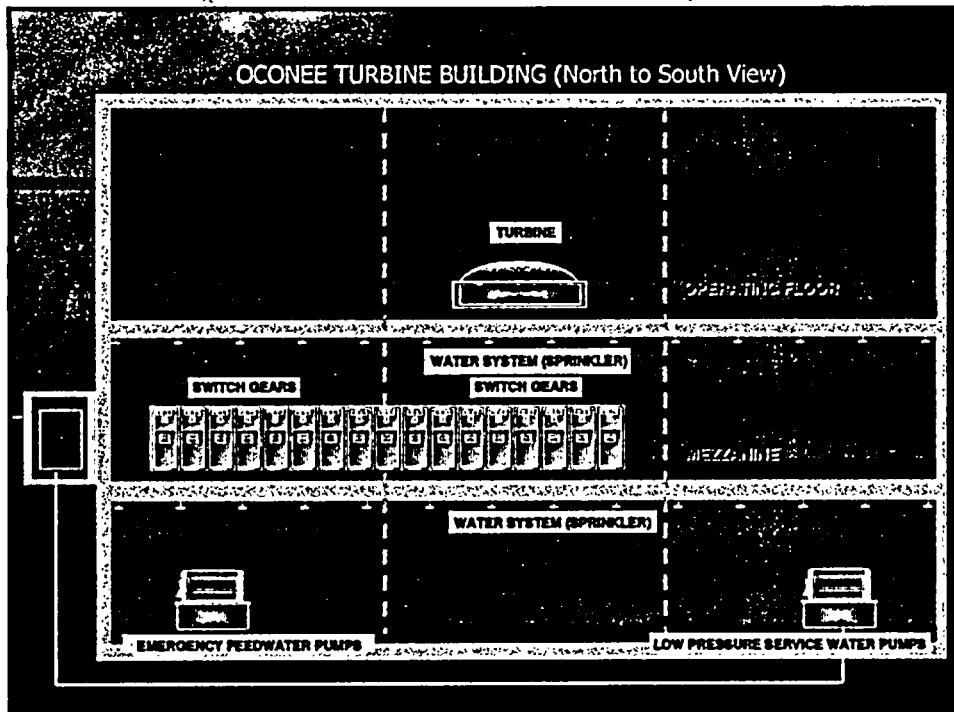 OCONEE TURBINE BUILDING (North to South View)
TURBINE
OPERATING FLOOR
WATER SYSTEM (SPRINKLER)
SWITCH GEARS
SWITCH GEARS
MEZZANINE
WATER SYSTEM (SPRINKLER)
EMERGENCY FEEDWATER PUMPS
LOW PRESSURE SERVICE WATER PUMPS